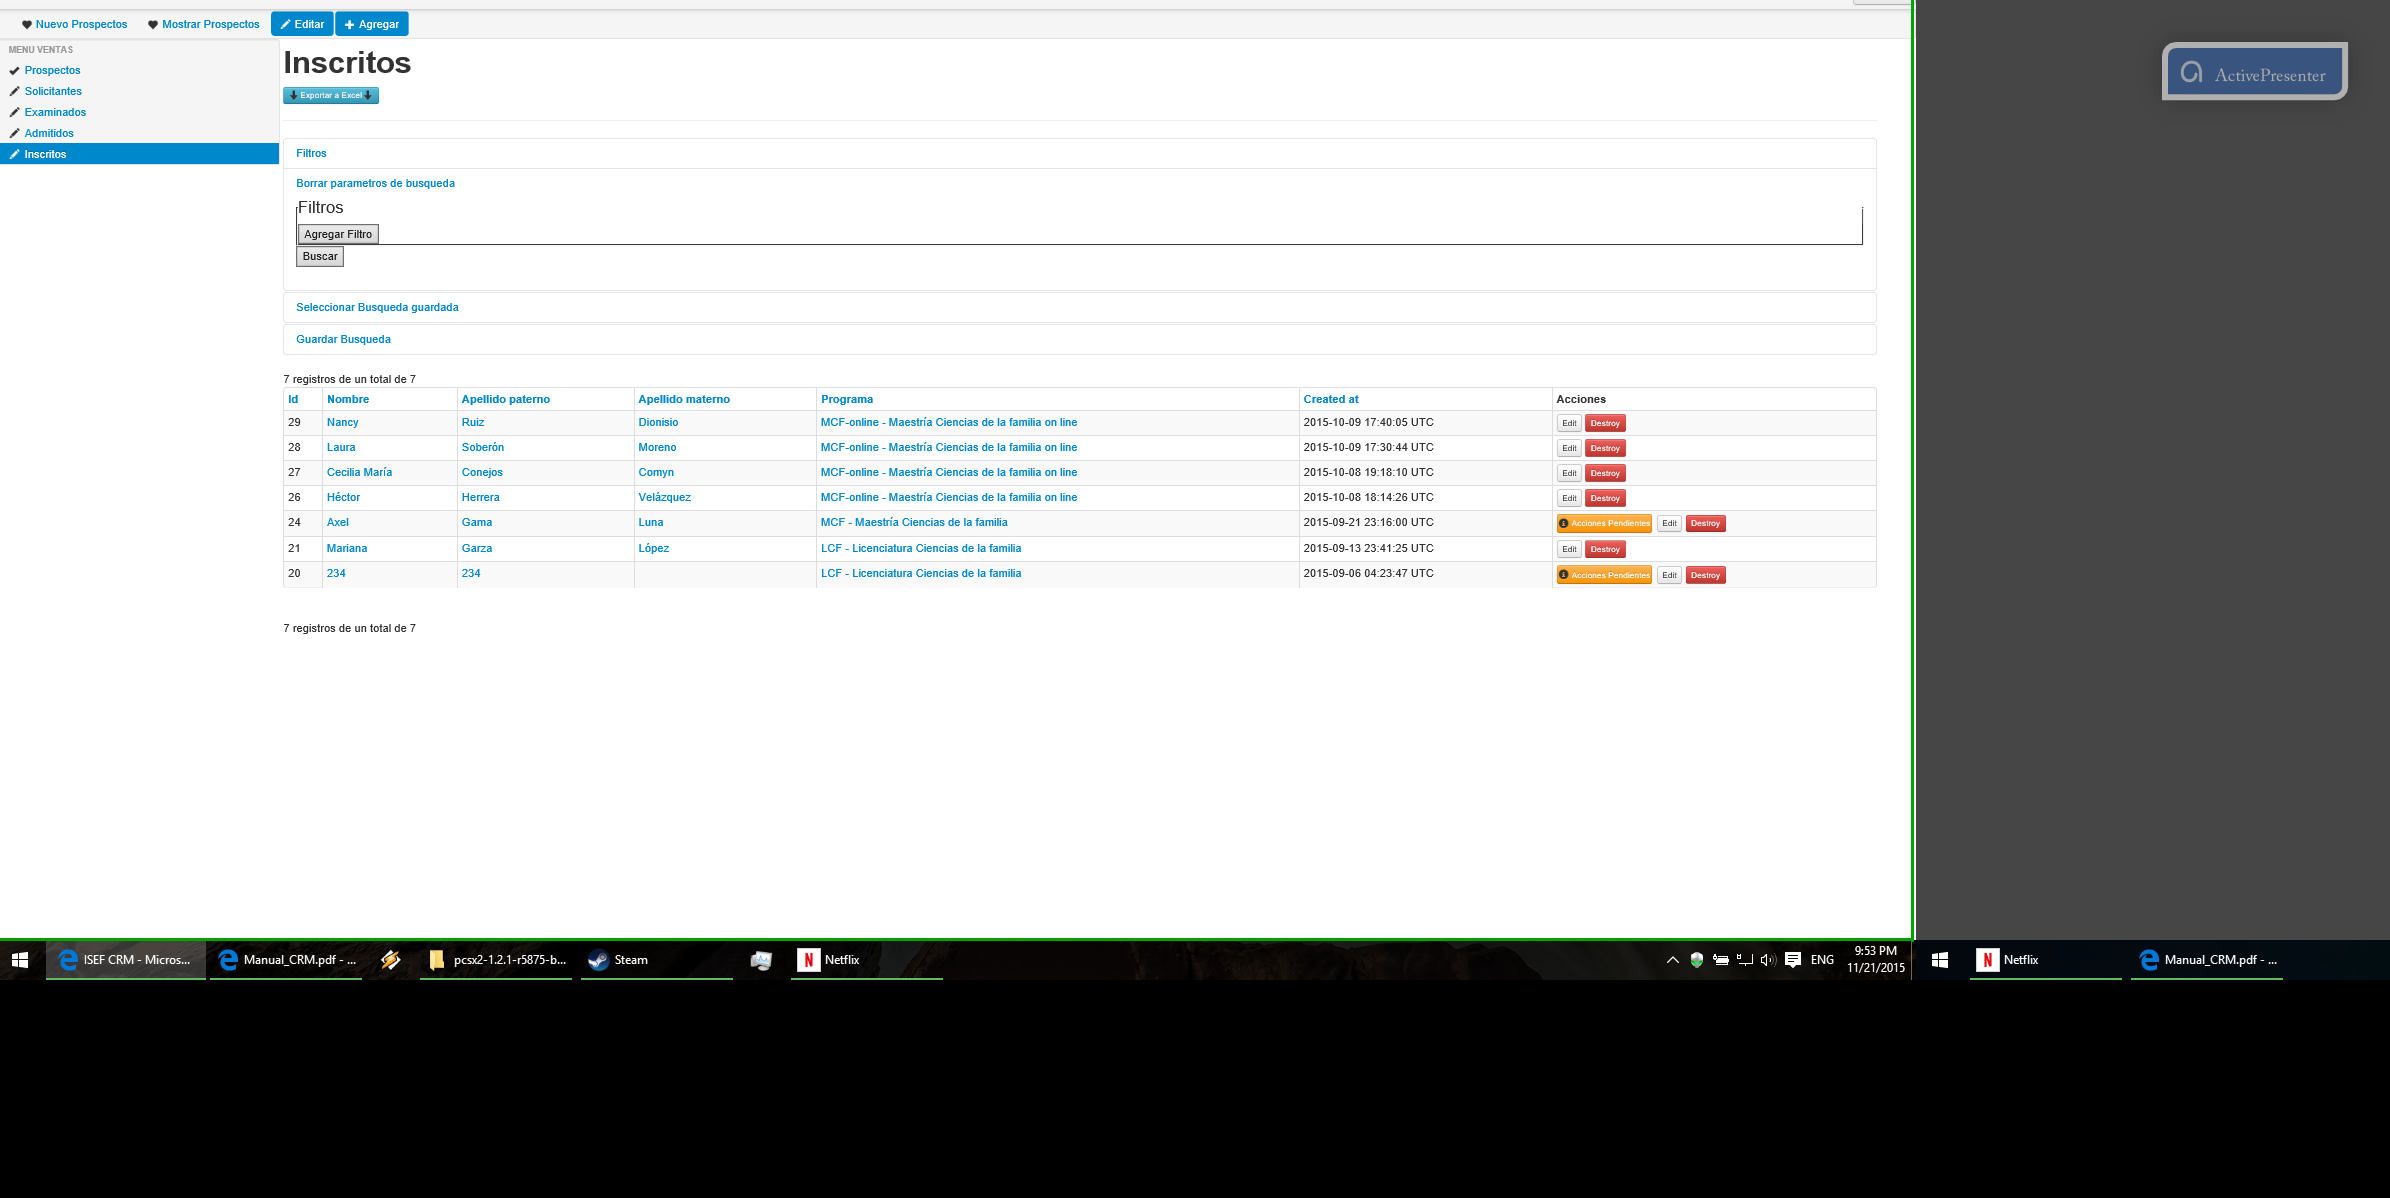 Nuevo Prospectos Mostrar Prospectos Editar Agregar
MENU VENTAS
Prospectos
Solicitantes
Examinados
Admitidos
Inscritos
Inscritos
Exportar a Excel
Filtros
Borrar parametros de busqueda
Filtros
Agregar Filtro
Buscar
Seleccionar Busqueda guardada
Guardar Busqueda
7 registros de un total de 7
Id Nombre Apellido paterno Apellido materno Programa Created at Acciones
29 Nancy Ruiz Dionisio MCF-online - Maestría Ciencias de la familia on line 2015-10-09 17:40:05 UTC Edit Destroy
28 Laura Soberón Moreno MCF-online - Maestría Ciencias de la familia on line 2015-10-09 17:30:44 UTC Edit Destroy
27 Cecilia María Conejos Comyn MCF-online - Maestría Ciencias de la familia on line 2015-10-08 19:18:10 UTC Edit Destroy
26 Héctor Herrera Velázquez MCF-online - Maestría Ciencias de la familia on line 2015-10-08 18:14:26 UTC Edit Destroy
24 Axel Gama Luna MCF - Maestría Ciencias de la familia 2015-09-21 23:16:00 UTC Acciones Pendientes Edit Destroy
21 Mariana Garza López LCF - Licenciatura Ciencias de la familia 2015-09-13 23:41:25 UTC Edit Destroy
20 234 234 LCF - Licenciatura Ciencias de la familia 2015-09-06 04:23:47 UTC Acciones Pendientes Edit Destroy
7 registros de un total de 7
ActivePresenter
ISEF CRM - Micros... Manual_CRM.pdf - ... pcsx2-1.2.1-r5875-b... Steam N Netflix ENG 9:53 PM
11/21/2015
N Netflix Manual_CRM.pdf - ...